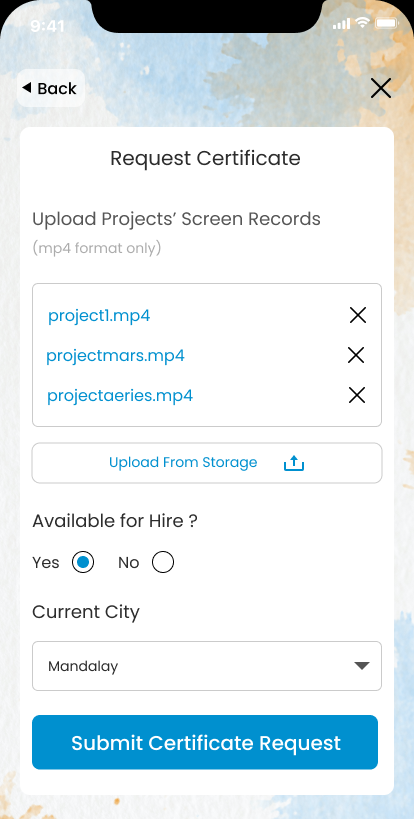 9:41
Back
Request Certificate
Upload Projects’ Screen Records
(mp4 format only)
project1.mp4
projectmars.mp4
projectaeries.mp4
Upload From Storage
Available for Hire ?
Yes No
Current City
Mandalay
Submit Certificate Request